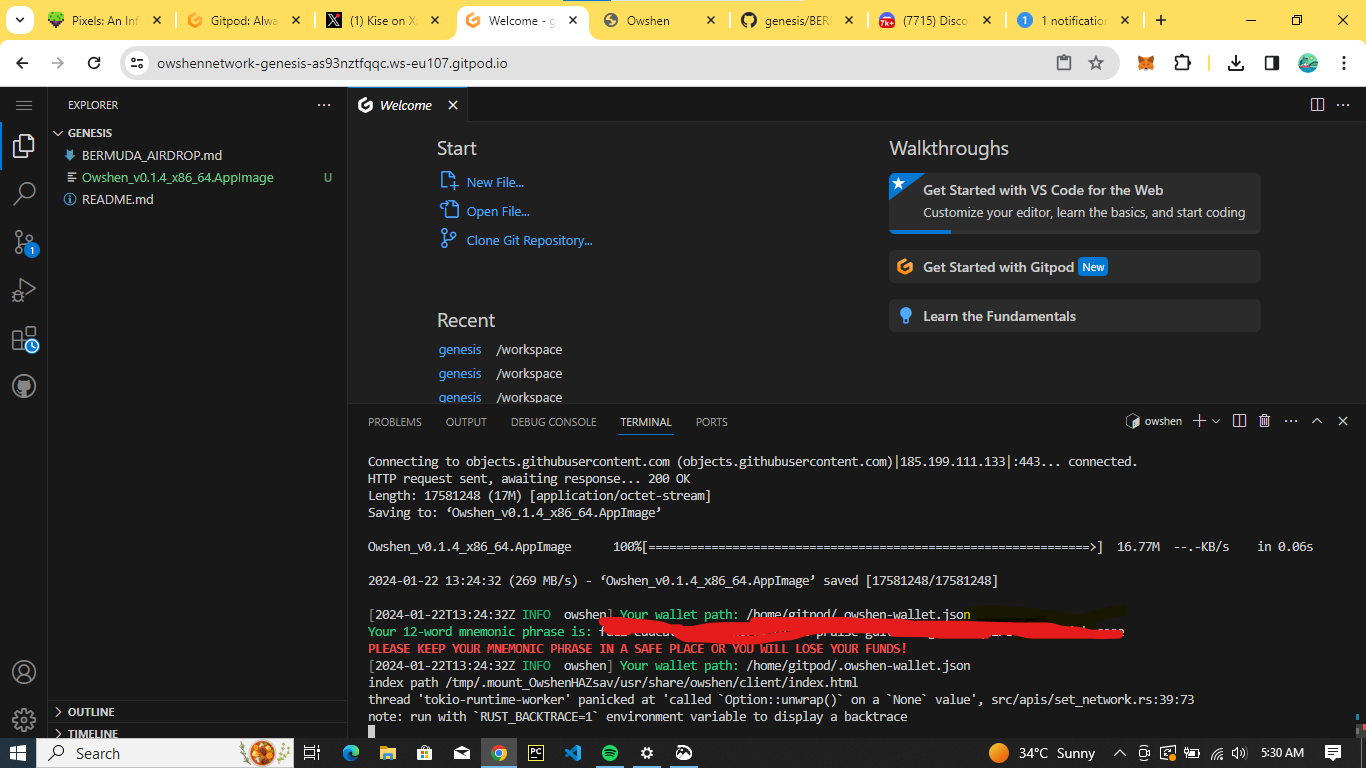 Pixels: An Inf
Gitpod: Alwa
(1) Kise on X
Welcome - g
Owshen
genesis/BER
(7715) Disco
1 notificatio
owshennetwork-genesis-as93nztfqqc.ws-eu107.gitpod.io
EXPLORER
GENESIS
BERMUDA_AIRDROP.md
Owshen_v0.1.4_x86_64.AppImage U
README.md
1
OUTLINE
TIMELINE
Welcome
Start
New File...
Open File...
Clone Git Repository...
Recent
genesis /workspace
genesis /workspace
genesis /workspace
Walkthroughs
Get Started with VS Code for the Web
Customize your editor, learn the basics, and start coding
Get Started with Gitpod New
Learn the Fundamentals
PROBLEMS OUTPUT DEBUG CONSOLE TERMINAL PORTS
owshen
Connecting to objects.githubusercontent.com (objects.githubusercontent.com)|185.199.111.133|:443... connected.
HTTP request sent, awaiting response... 200 OK
Length: 17581248 (17M) [application/octet-stream]
Saving to: ‘Owshen_v0.1.4_x86_64.AppImage’
Owshen_v0.1.4_x86_64.AppImage 100%[===============================================================>] 16.77M --.-KB/s in 0.06s
2024-01-22 13:24:32 (269 MB/s) - ‘Owshen_v0.1.4_x86_64.AppImage’ saved [17581248/17581248]
[2024-01-22T13:24:32Z INFO owshen] Your wallet path: /home/gitpod/.owshen-wallet.json
Your 12-word mnemonic phrase is:
PLEASE KEEP YOUR MNEMONIC PHRASE IN A SAFE PLACE OR YOU WILL LOSE YOUR FUNDS!
[2024-01-22T13:24:32Z INFO owshen] Your wallet path: /home/gitpod/.owshen-wallet.json
index path /tmp/.mount_OwshenHAZsav/usr/share/owshen/client/index.html
thread 'tokio-runtime-worker' panicked at 'called `Option::unwrap()` on a `None` value', src/apis/set_network.rs:39:73
note: run with `RUST_BACKTRACE=1` environment variable to display a backtrace
Search
PC
34°C Sunny
5:30 AM